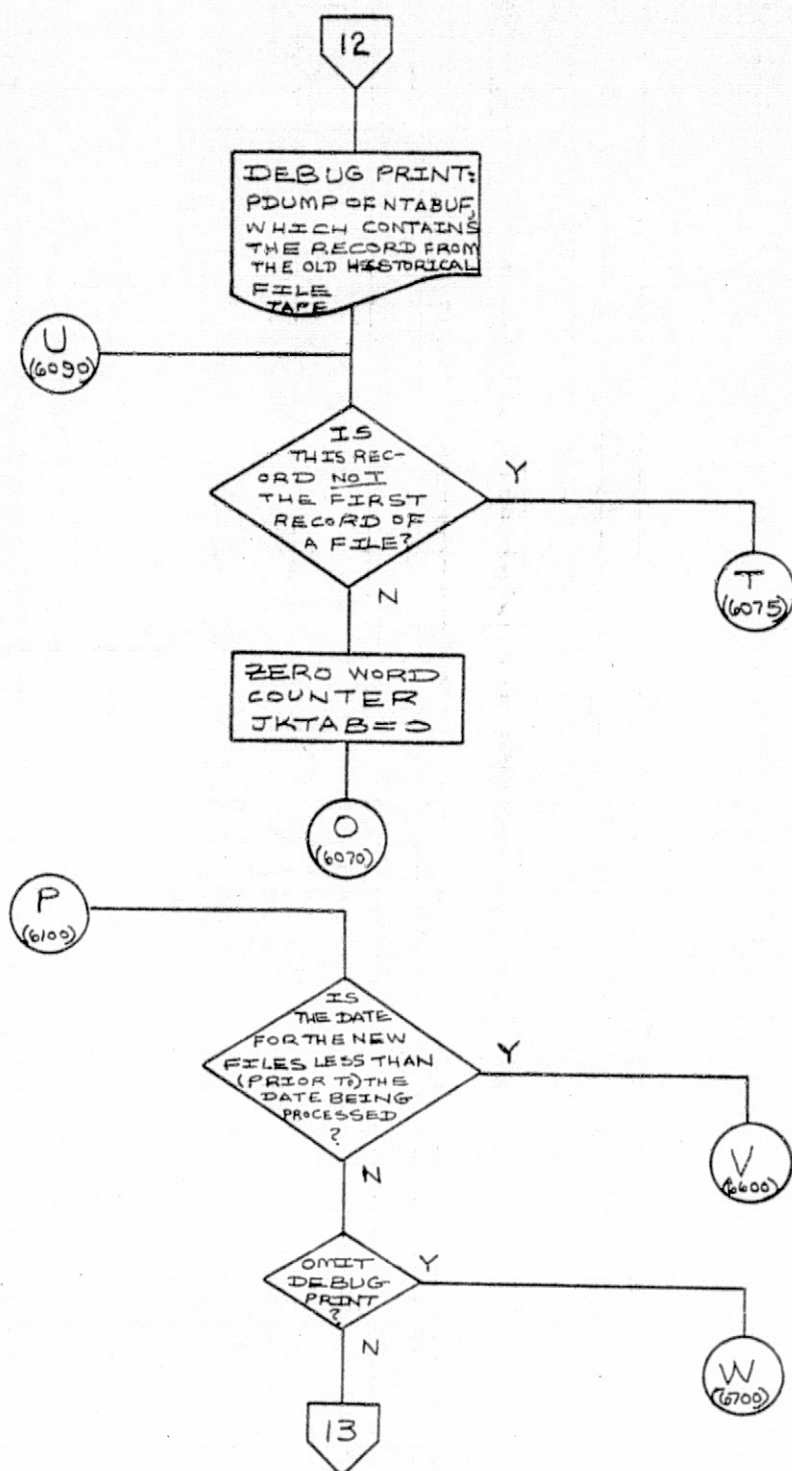 12
DEBUG PRINT:
PDUMP OF NTABUF,
WHICH CONTAINS
THE RECORD FROM
THE OLD HISTORICAL
FILE
TAPE
U
(6090)
IS
THIS REC-
ORD NOT
THE FIRST
RECORD OF
A FILE?
Y
T
(6075)
N
ZERO WORD
COUNTER
JKTAB=0
O
(6070)
P
(6100)
IS
THE DATE
FOR THE NEW
FILES LESS THAN
(PRIOR TO) THE
DATE BEING
PROCESSED
?
Y
V
(6600)
N
OMIT
DEBUG
PRINT
?
Y
W
(6700)
N
13